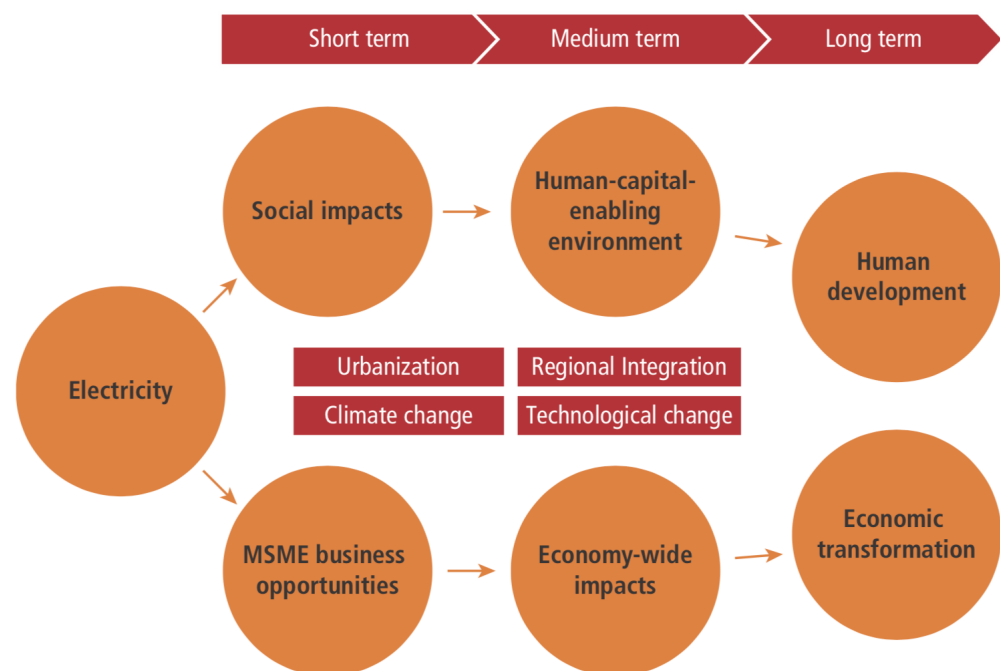 Short term
Medium term
Long term
Social impacts
Human-capital-
enabling
environment
Human
development
Electricity
Urbanization
Regional Integration
Climate change
Technological change
MSME business
opportunities
Economy-wide
impacts
Economic
transformation